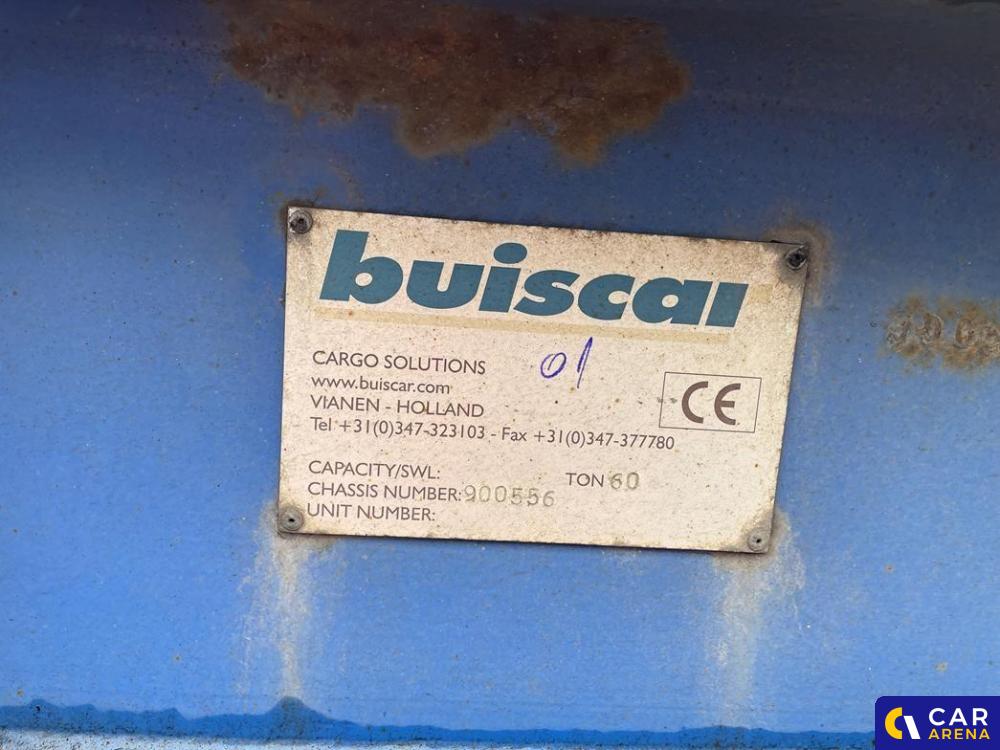 buiscar
CARGO SOLUTIONS
01
www.buiscar.com
VIANEN - HOLLAND
CE
Tel +31(0)347-323103 - Fax +31(0)347-377780
CAPACITY/SWL: TON 60
CHASSIS NUMBER: 900556
UNIT NUMBER:
CAR
ARENA